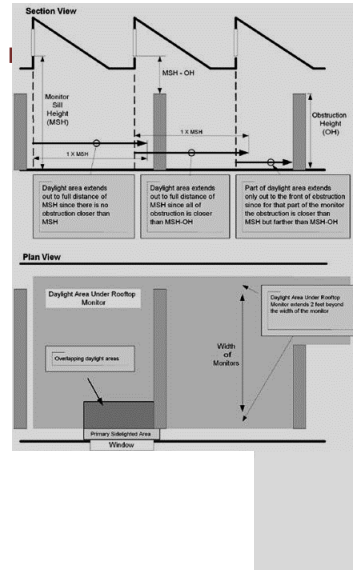 Section View
MSH - OH
Monitor
Sill
Height
(MSH)
Obstruction
Height
(OH)
1 X MSH
1 X MSH
Daylight area extends
out to full distance of
MSH since there is no
obstruction closer than
MSH
Daylight area extends
out to full distance of
MSH since all of
obstruction is closer
than MSH-OH
Part of daylight area extends
only out to the front of obstruction
since for that part of the monitor
the obstruction is closer than
MSH but farther than MSH-OH
Plan View
Daylight Area Under Rooftop
Monitor
Daylight Area Under Rooftop
Monitor extends 2 feet beyond
the width of the monitor
Width
of
Monitors
Overlapping daylight areas
Primary Sidelighted Area
Window